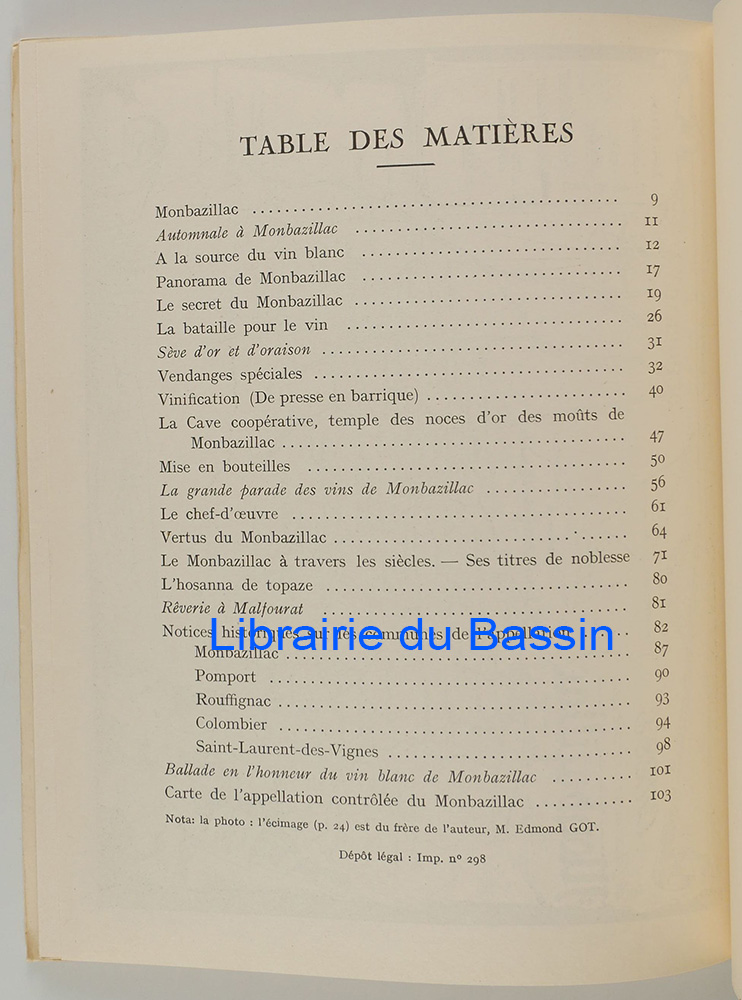 TABLE DES MATIÈRES
Monbazillac ........ 9
Automnale à Monbazillac ........ 11
A la source du vin blanc ........ 12
Panorama de Monbazillac ........ 17
Le secret du Monbazillac ........ 19
La bataille pour le vin ........ 26
Sève d'or et d'oraison ........ 31
Vendanges spéciales ........ 32
Vinification (De presse en barrique) ........ 40
La Cave coopérative, temple des noces d'or des moûts de
Monbazillac ........ 47
Mise en bouteilles ........ 50
La grande parade des vins de Monbazillac ........ 56
Le chef-d'œuvre ........ 61
Vertus du Monbazillac ........ 64
Le Monbazillac à travers les siècles. — Ses titres de noblesse 71
L'hosanna de topaze ........ 80
Rêverie à Malfourat ........ 81
Notices historiques sur les communes de l'appellation ........ 82
Librairie du Bassin
Monbazillac ........ 87
Pomport ........ 90
Rouffignac ........ 93
Colombier ........ 94
Saint-Laurent-des-Vignes ........ 98
Ballade en l'honneur du vin blanc de Monbazillac ........ 101
Carte de l'appellation contrôlée du Monbazillac ........ 103
Nota: la photo : l'écimage (p. 24) est du frère de l'auteur, M. Edmond GOT.
Dépôt légal : Imp. nº 298